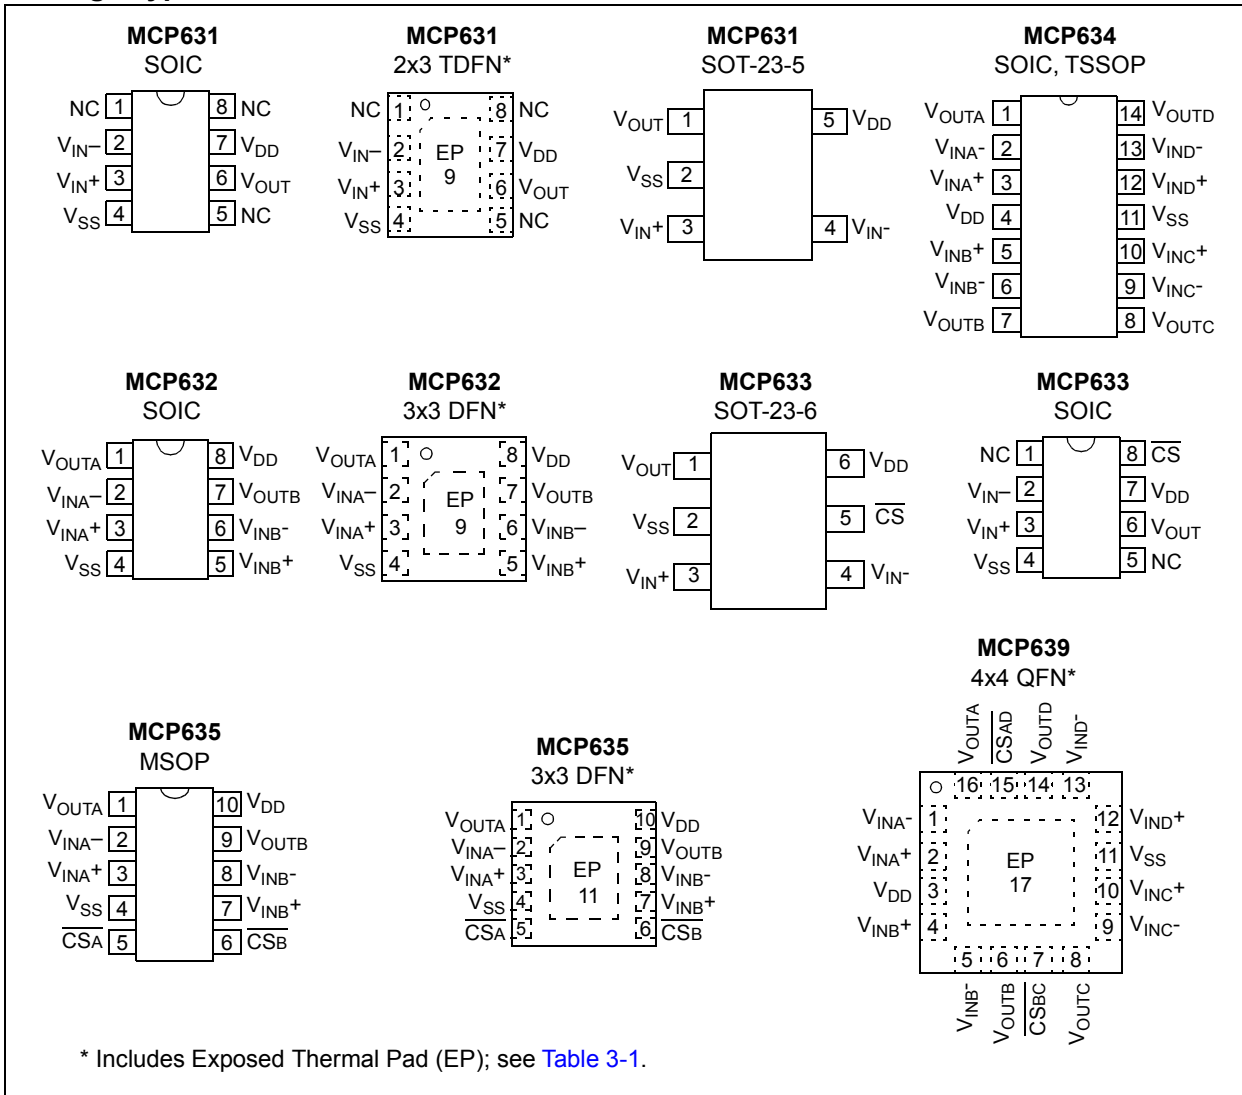 MCP631
SOIC
NC 1 8 NC
VIN– 2 7 VDD
VIN+ 3 6 VOUT
VSS 4 5 NC
MCP631
2x3 TDFN*
NC 1 8 NC
VIN– 2 7 VDD
VIN+ 3 6 VOUT
VSS 4 5 NC
EP
9
MCP631
SOT-23-5
VOUT 1 5 VDD
VSS 2
VIN+ 3 4 VIN-
MCP634
SOIC, TSSOP
VOUTA 1 14 VOUTD
VINA- 2 13 VIND-
VINA+ 3 12 VIND+
VDD 4 11 VSS
VINB+ 5 10 VINC+
VINB- 6 9 VINC-
VOUTB 7 8 VOUTC
MCP632
SOIC
VOUTA 1 8 VDD
VINA– 2 7 VOUTB
VINA+ 3 6 VINB-
VSS 4 5 VINB+
MCP632
3x3 DFN*
VOUTA 1 8 VDD
VINA– 2 7 VOUTB
VINA+ 3 6 VINB–
VSS 4 5 VINB+
EP
9
MCP633
SOT-23-6
VOUT 1 6 VDD
VSS 2 5 CS
VIN+ 3 4 VIN-
MCP633
SOIC
NC 1 8 CS
VIN– 2 7 VDD
VIN+ 3 6 VOUT
VSS 4 5 NC
MCP635
MSOP
VOUTA 1 10 VDD
VINA– 2 9 VOUTB
VINA+ 3 8 VINB-
VSS 4 7 VINB+
CSA 5 6 CSB
MCP635
3x3 DFN*
VOUTA 1 10 VDD
VINA– 2 9 VOUTB
VINA+ 3 8 VINB-
VSS 4 7 VINB+
CSA 5 6 CSB
EP
11
MCP639
4x4 QFN*
VOUTA CSAD VOUTD VIND-
16 15 14 13
VINA- 1 12 VIND+
VINA+ 2 11 VSS
VDD 3 10 VINC+
VINB+ 4 9 VINC-
EP
17
5 6 7 8
VINB- VOUTB CSBC VOUTC
* Includes Exposed Thermal Pad (EP); see Table 3-1.